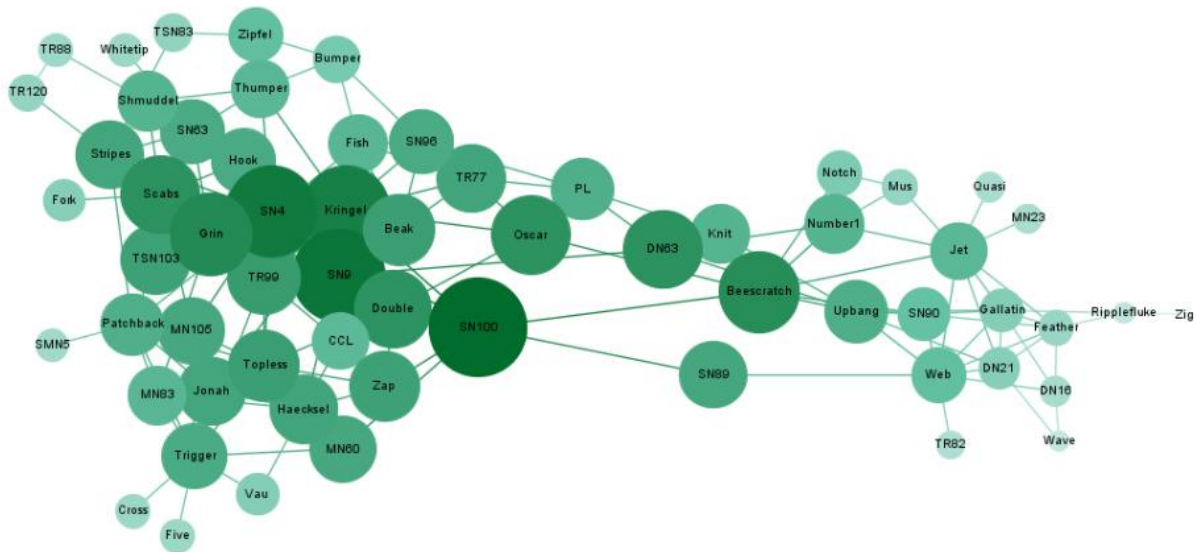 TSN83
Zipfel
TR88
Whitetip
Bumper
TR120
Thumper
Shmuddel
SN63
Fish
SN96
Stripes
Hook
TR77
Notch
Mus
Quasi
Fork
Scabs
PL
SN4
Kringel
MN23
Grin
Beak
Oscar
DN63
Knit
Number1
Jet
TSN103
TR99
SN9
Beescratch
Patchback
MN105
Double
SN100
Upbang
SN90
Gallatin
Ripplefluke
Zig
SMN5
CCL
Feather
Topless
Zap
SN89
Web
DN21
MN83
Jonah
Haecksel
DN16
Trigger
MN60
TR82
Wave
Vau
Cross
Five